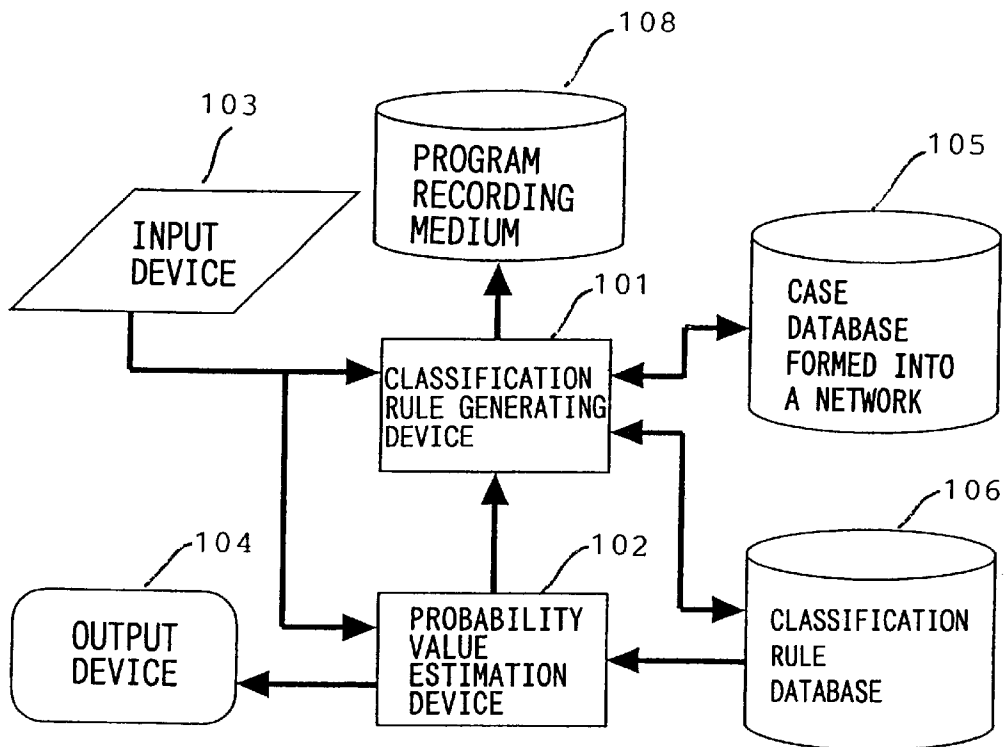 108
103
PROGRAM
RECORDING
MEDIUM
105
INPUT
DEVICE
101
CASE
DATABASE
FORMED INTO
A NETWORK
CLASSIFICATION
RULE GENERATING
DEVICE
106
104
102
OUTPUT
DEVICE
PROBABILITY
VALUE
ESTIMATION
DEVICE
CLASSIFICATION
RULE
DATABASE